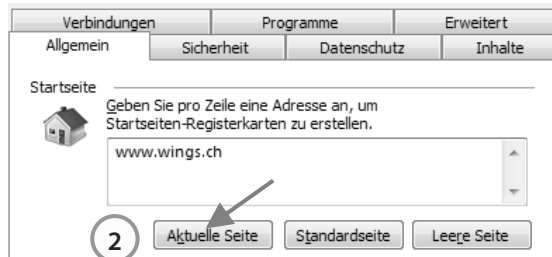 Verbindungen Programme Erweitert
Allgemein Sicherheit Datenschutz Inhalte
Startseite
Geben Sie pro Zeile eine Adresse an, um
Startseiten-Registerkarten zu erstellen.
www.wings.ch
2 Aktuelle Seite Standardseite Leere Seite